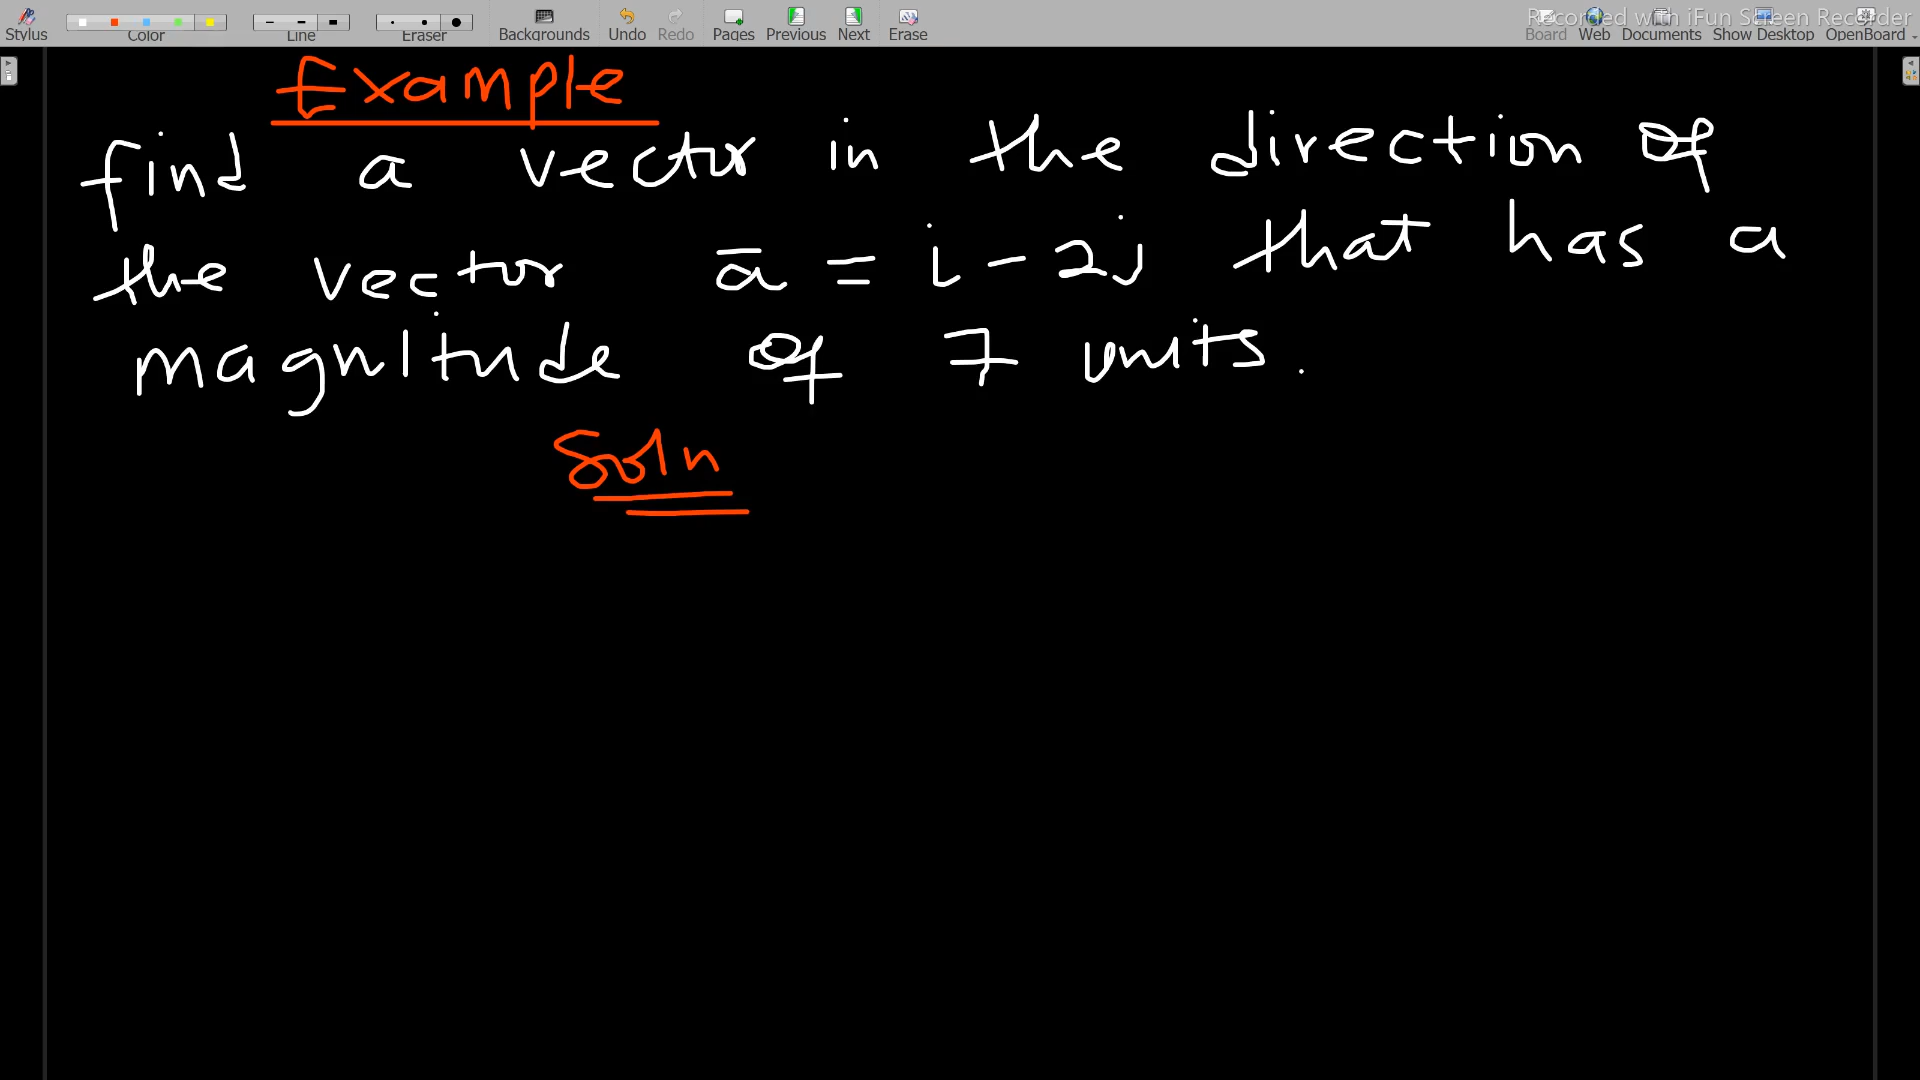 Recorded with iFun Screen Recorder
Stylus Color Line Eraser Backgrounds Undo Redo Pages Previous Next Erase Board Web Documents Show Desktop OpenBoard
Example
find a vector in the direction of
the vector a̅ = i - 2j that has a
magnitude of 7 units.
Soln